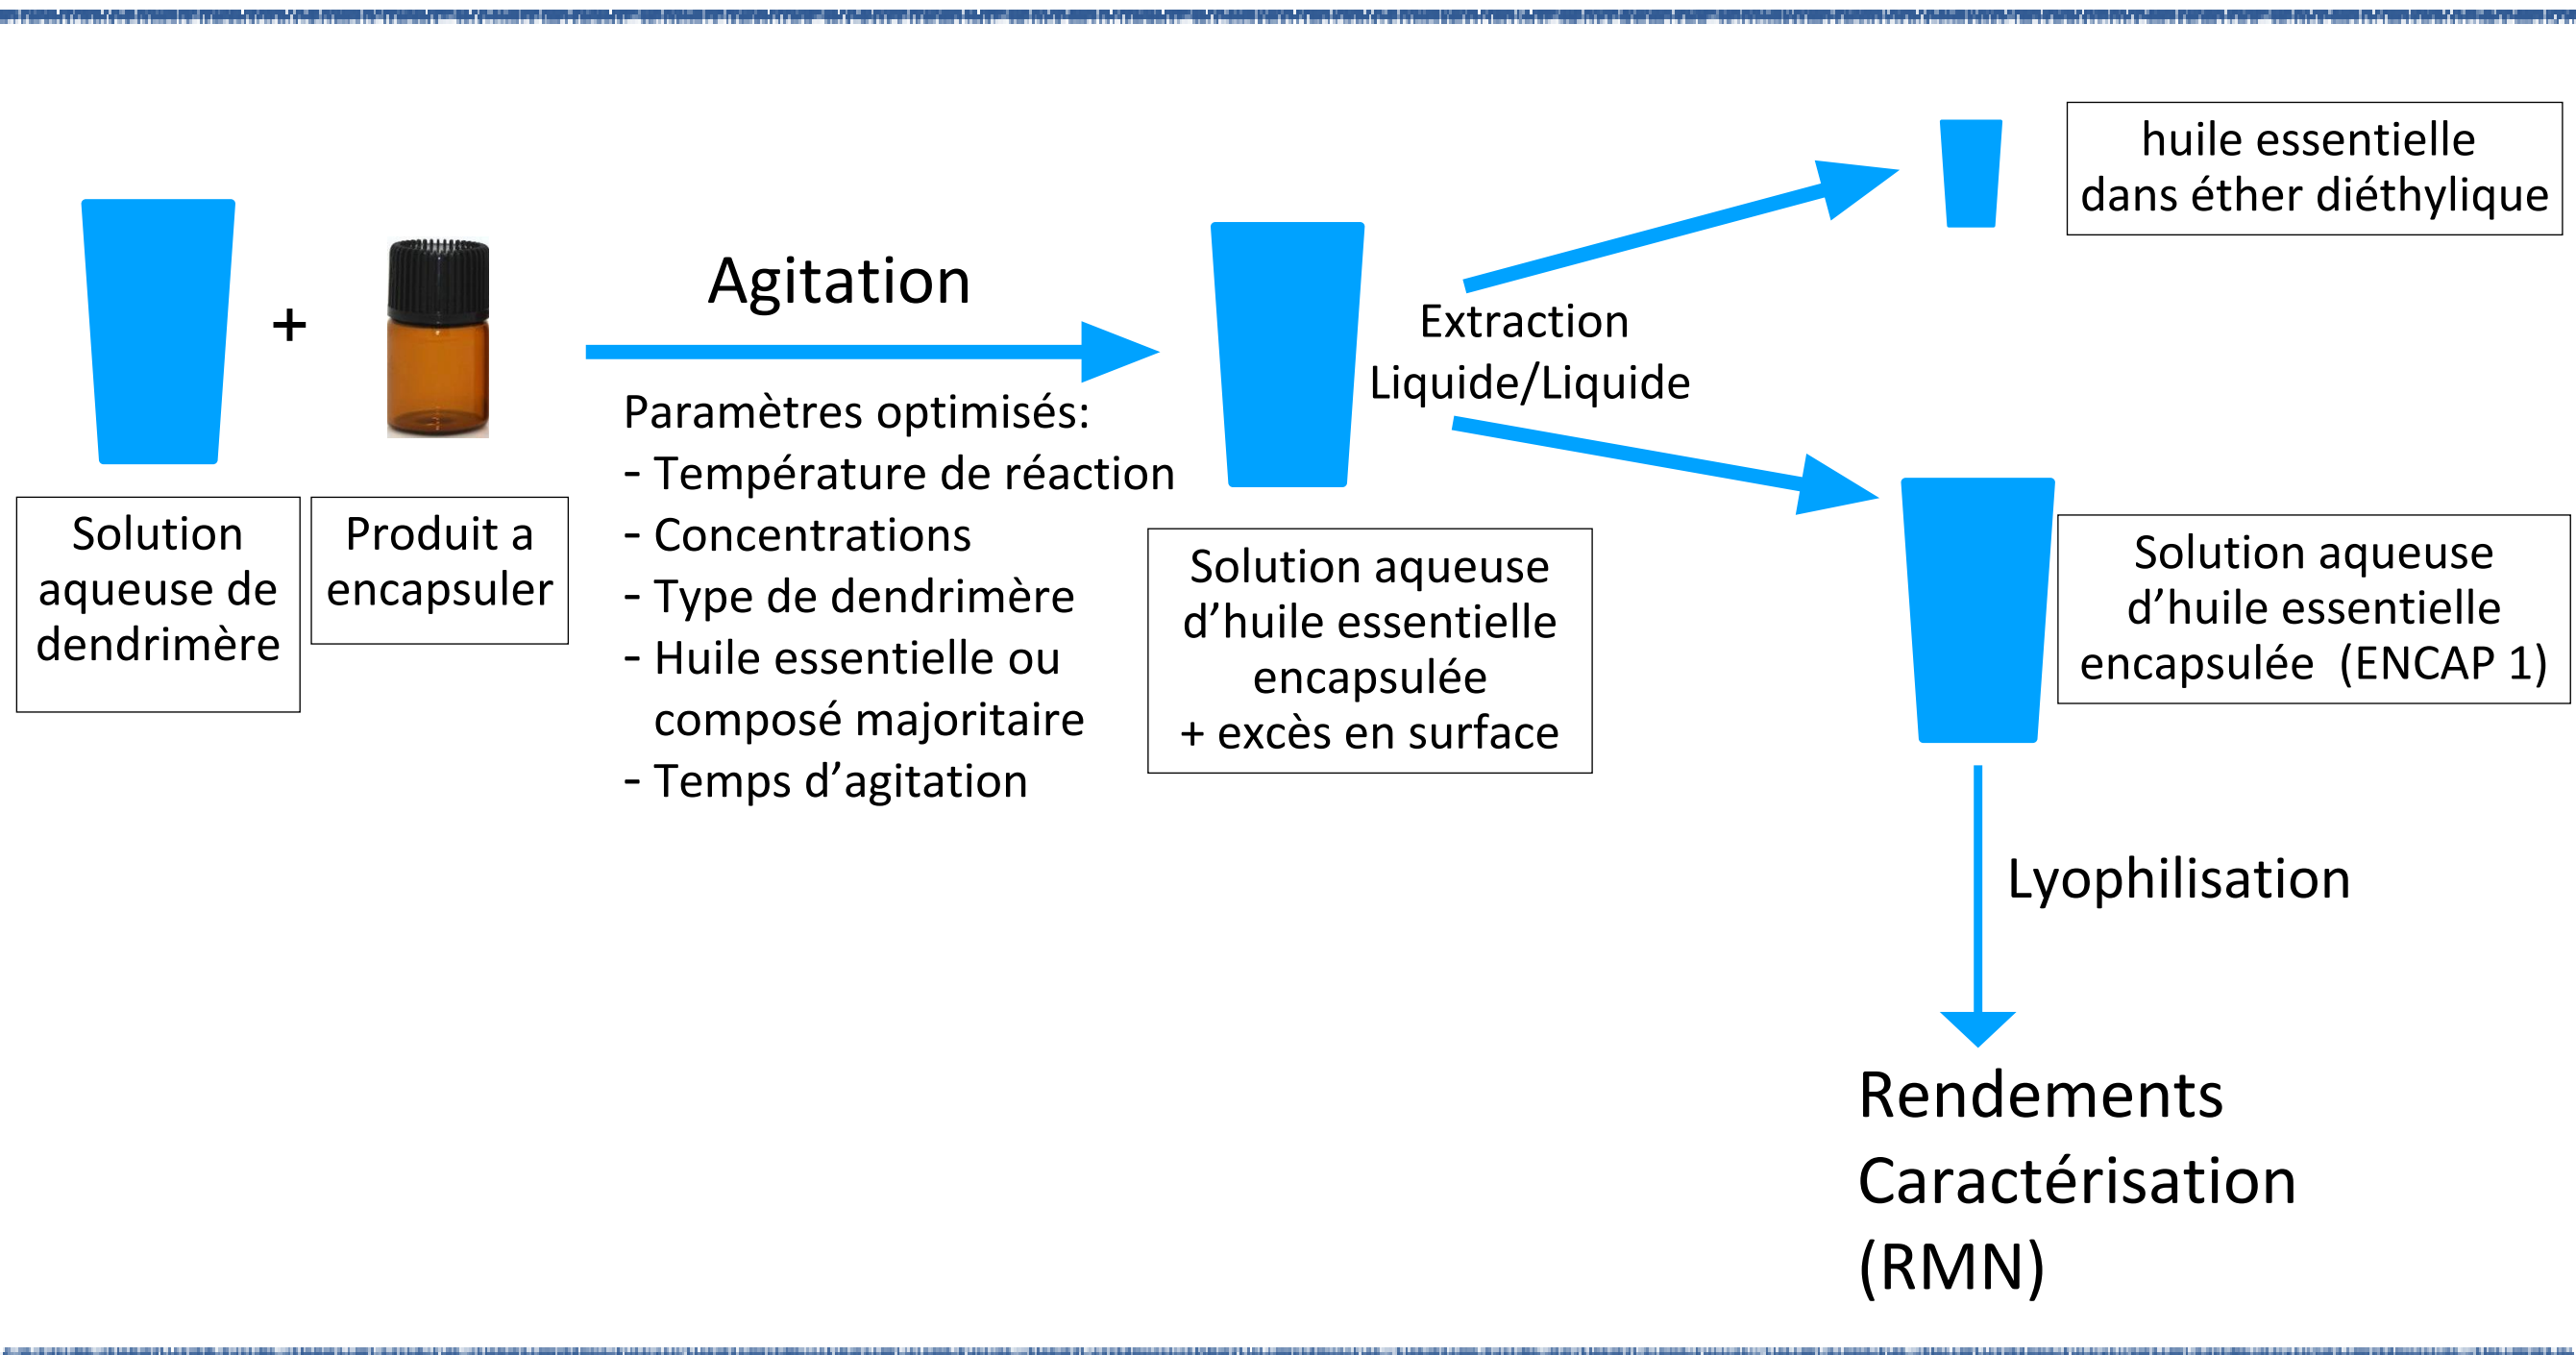 Solution
aqueuse de
dendrimère
+
Produit a
encapsuler
Agitation
Paramètres optimisés:
- Température de réaction
- Concentrations
- Type de dendrimère
- Huile essentielle ou
composé majoritaire
- Temps d’agitation
Solution aqueuse
d’huile essentielle
encapsulée
+ excès en surface
Extraction
Liquide/Liquide
huile essentielle
dans éther diéthylique
Solution aqueuse
d’huile essentielle
encapsulée  (ENCAP 1)
Lyophilisation
Rendements
Caractérisation
(RMN)